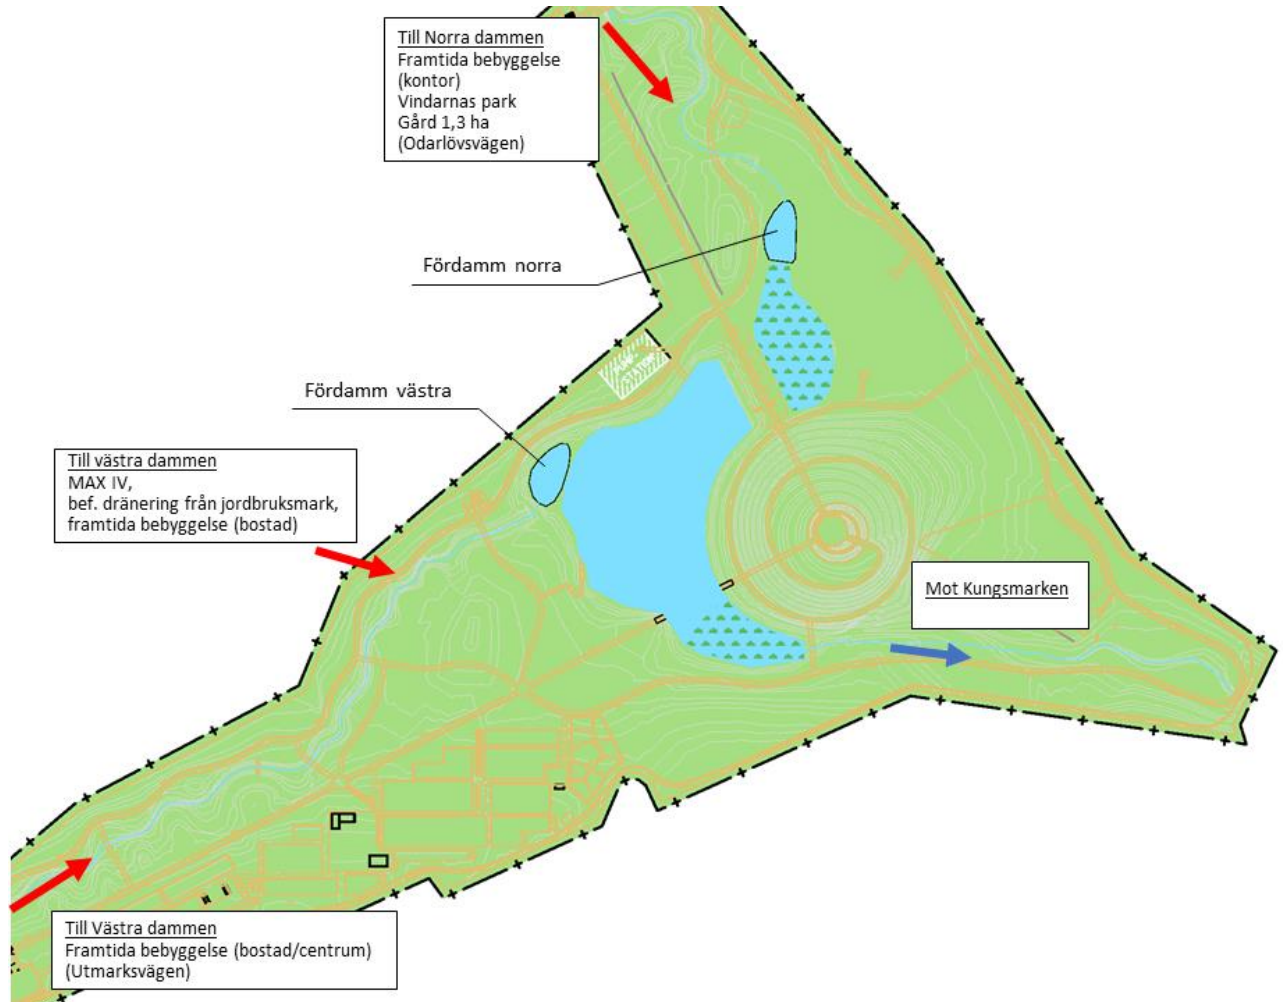 Till Norra dammen
Framtida bebyggelse
(kontor)
Vindarnas park
Gård 1,3 ha
(Odarlövsvägen)
Fördamm norra
PUMP-
STATION
Fördamm västra
Till västra dammen
MAX IV,
bef. dränering från jordbruksmark,
framtida bebyggelse (bostad)
Mot Kungsmarken
Till Västra dammen
Framtida bebyggelse (bostad/centrum)
(Utmarksvägen)